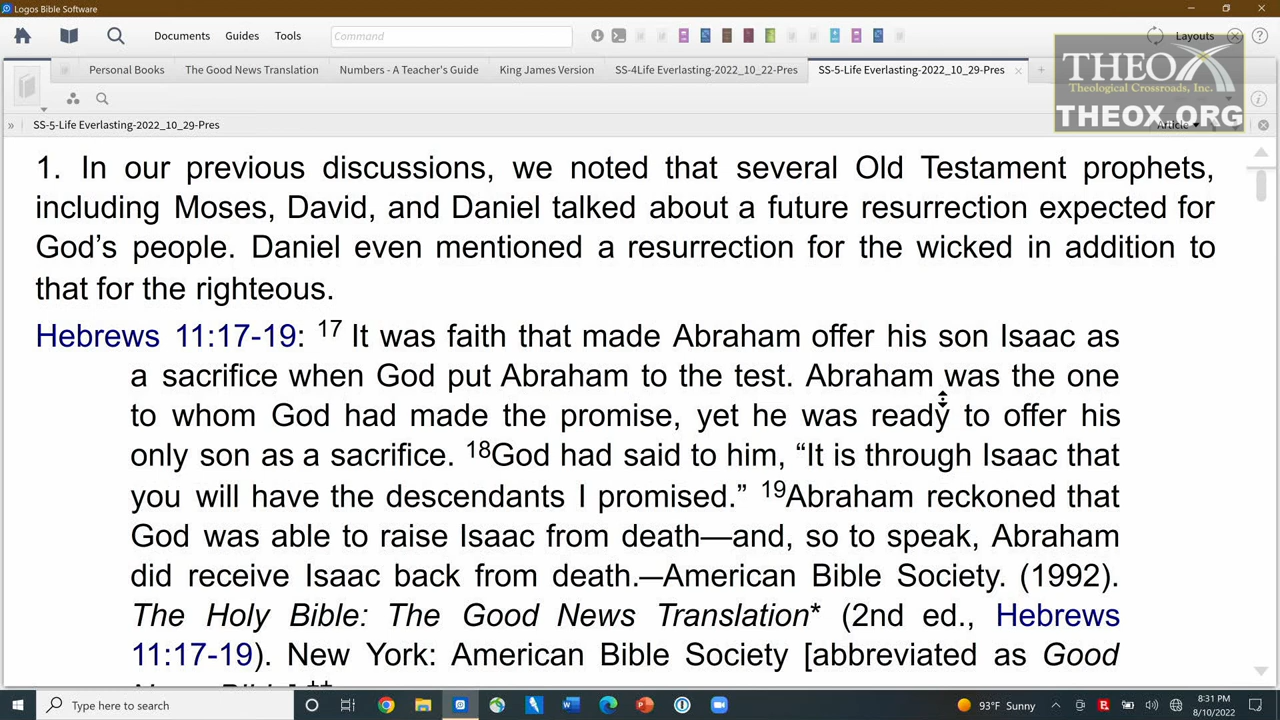 Logos Bible Software
Documents Guides Tools Command Layouts
Personal Books The Good News Translation Numbers - A Teacher's Guide King James Version SS-4Life Everlasting-2022_10_22-Pres SS-5-Life Everlasting-2022_10_29-Pres
THEOX
Theological Crossroads, Inc.
THEOX.ORG
SS-5-Life Everlasting-2022_10_29-Pres Article
1. In our previous discussions, we noted that several Old Testament prophets,
including Moses, David, and Daniel talked about a future resurrection expected for
God's people. Daniel even mentioned a resurrection for the wicked in addition to
that for the righteous.
Hebrews 11:17-19: 17 It was faith that made Abraham offer his son Isaac as
a sacrifice when God put Abraham to the test. Abraham was the one
to whom God had made the promise, yet he was ready to offer his
only son as a sacrifice. 18God had said to him, “It is through Isaac that
you will have the descendants I promised.” 19Abraham reckoned that
God was able to raise Isaac from death—and, so to speak, Abraham
did receive Isaac back from death.—American Bible Society. (1992).
The Holy Bible: The Good News Translation* (2nd ed., Hebrews
11:17-19). New York: American Bible Society [abbreviated as Good
Type here to search
93°F Sunny
8:31 PM
8/10/2022